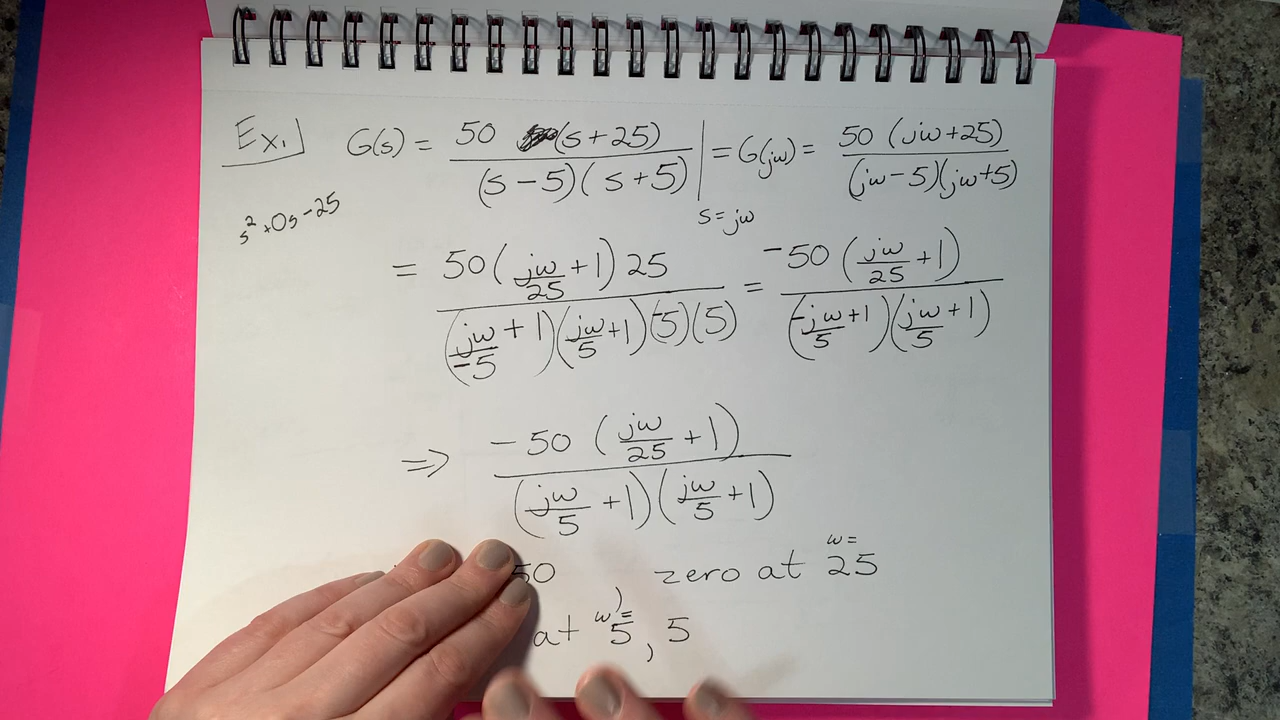 Ex.
G(s) = 50 (s+25) / (s-5)(s+5) | s=jω = G(jω) = 50 (jω+25) / (jω-5)(jω+5)
s² + 0s - 25
= 50(jω/25 + 1) 25 / (jω/-5 + 1)(jω/5 + 1)(-5)(5) = -50 (jω/25 + 1) / (-jω/5 + 1)(jω/5 + 1)
⇒ -50 (jω/25 + 1) / (jω/5 + 1)(jω/5 + 1)
50 zero at ω= 25
at ω= 5, 5